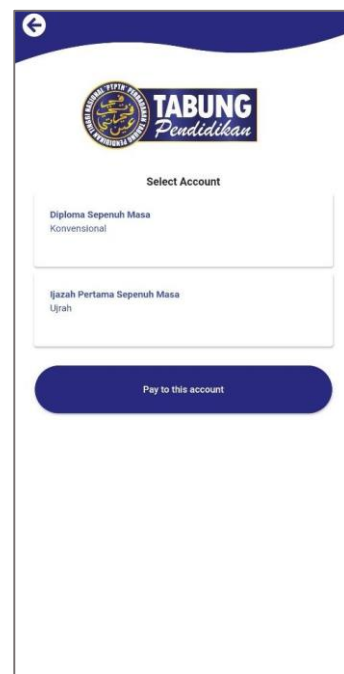 TABUNG
Pendidikan
Select Account
Diploma Sepenuh Masa
Konvensional
Ijazah Pertama Sepenuh Masa
Ujrah
Pay to this account